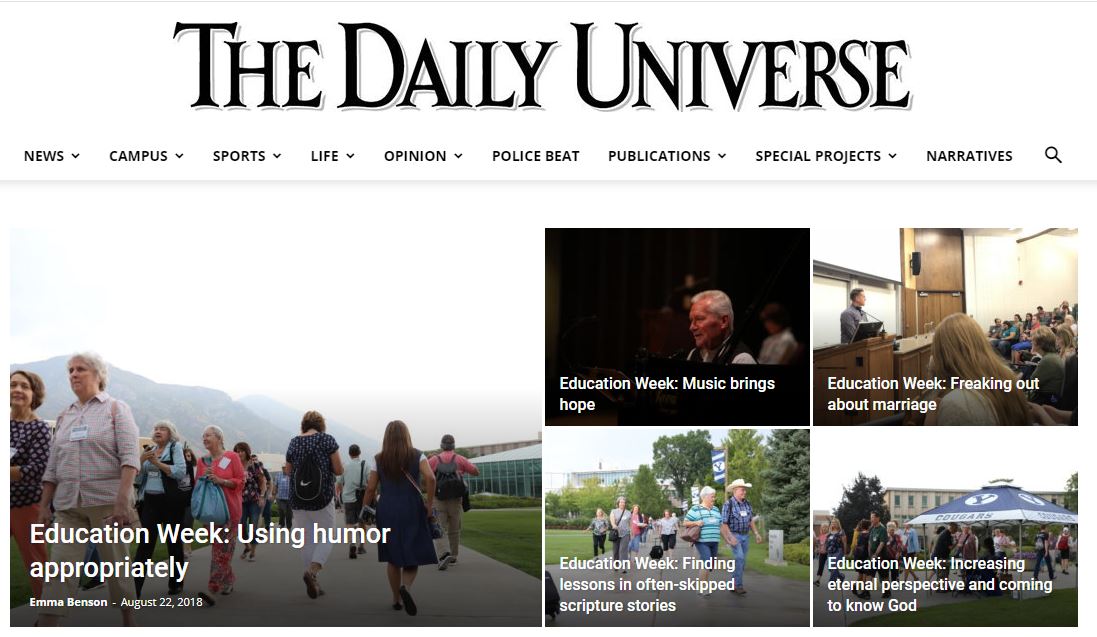 THE DAILY UNIVERSE
NEWS CAMPUS SPORTS LIFE OPINION POLICE BEAT PUBLICATIONS SPECIAL PROJECTS NARRATIVES
Education Week: Using humor
appropriately
Emma Benson - August 22, 2018
Education Week: Music brings
hope
Education Week: Freaking out
about marriage
Education Week: Finding
lessons in often-skipped
scripture stories
Y
COUGARS
Education Week: Increasing
eternal perspective and coming
to know God